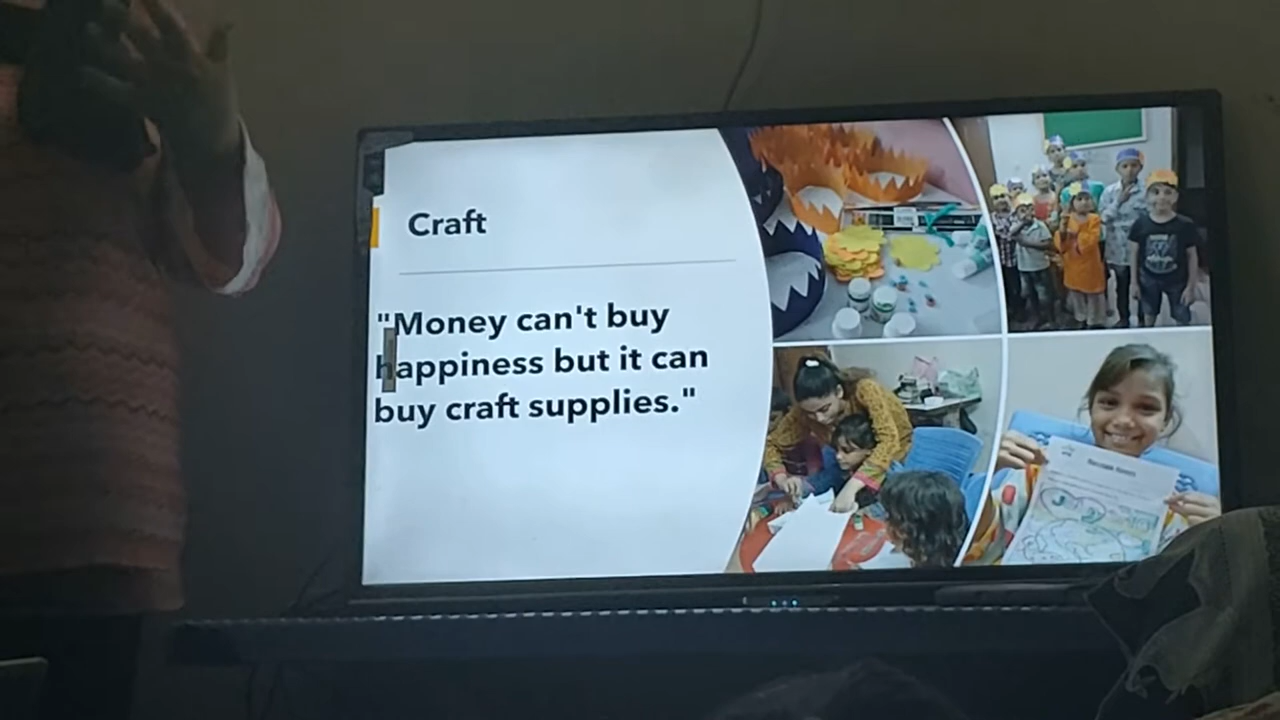 Craft
"Money can't buy
happiness but it can
buy craft supplies."